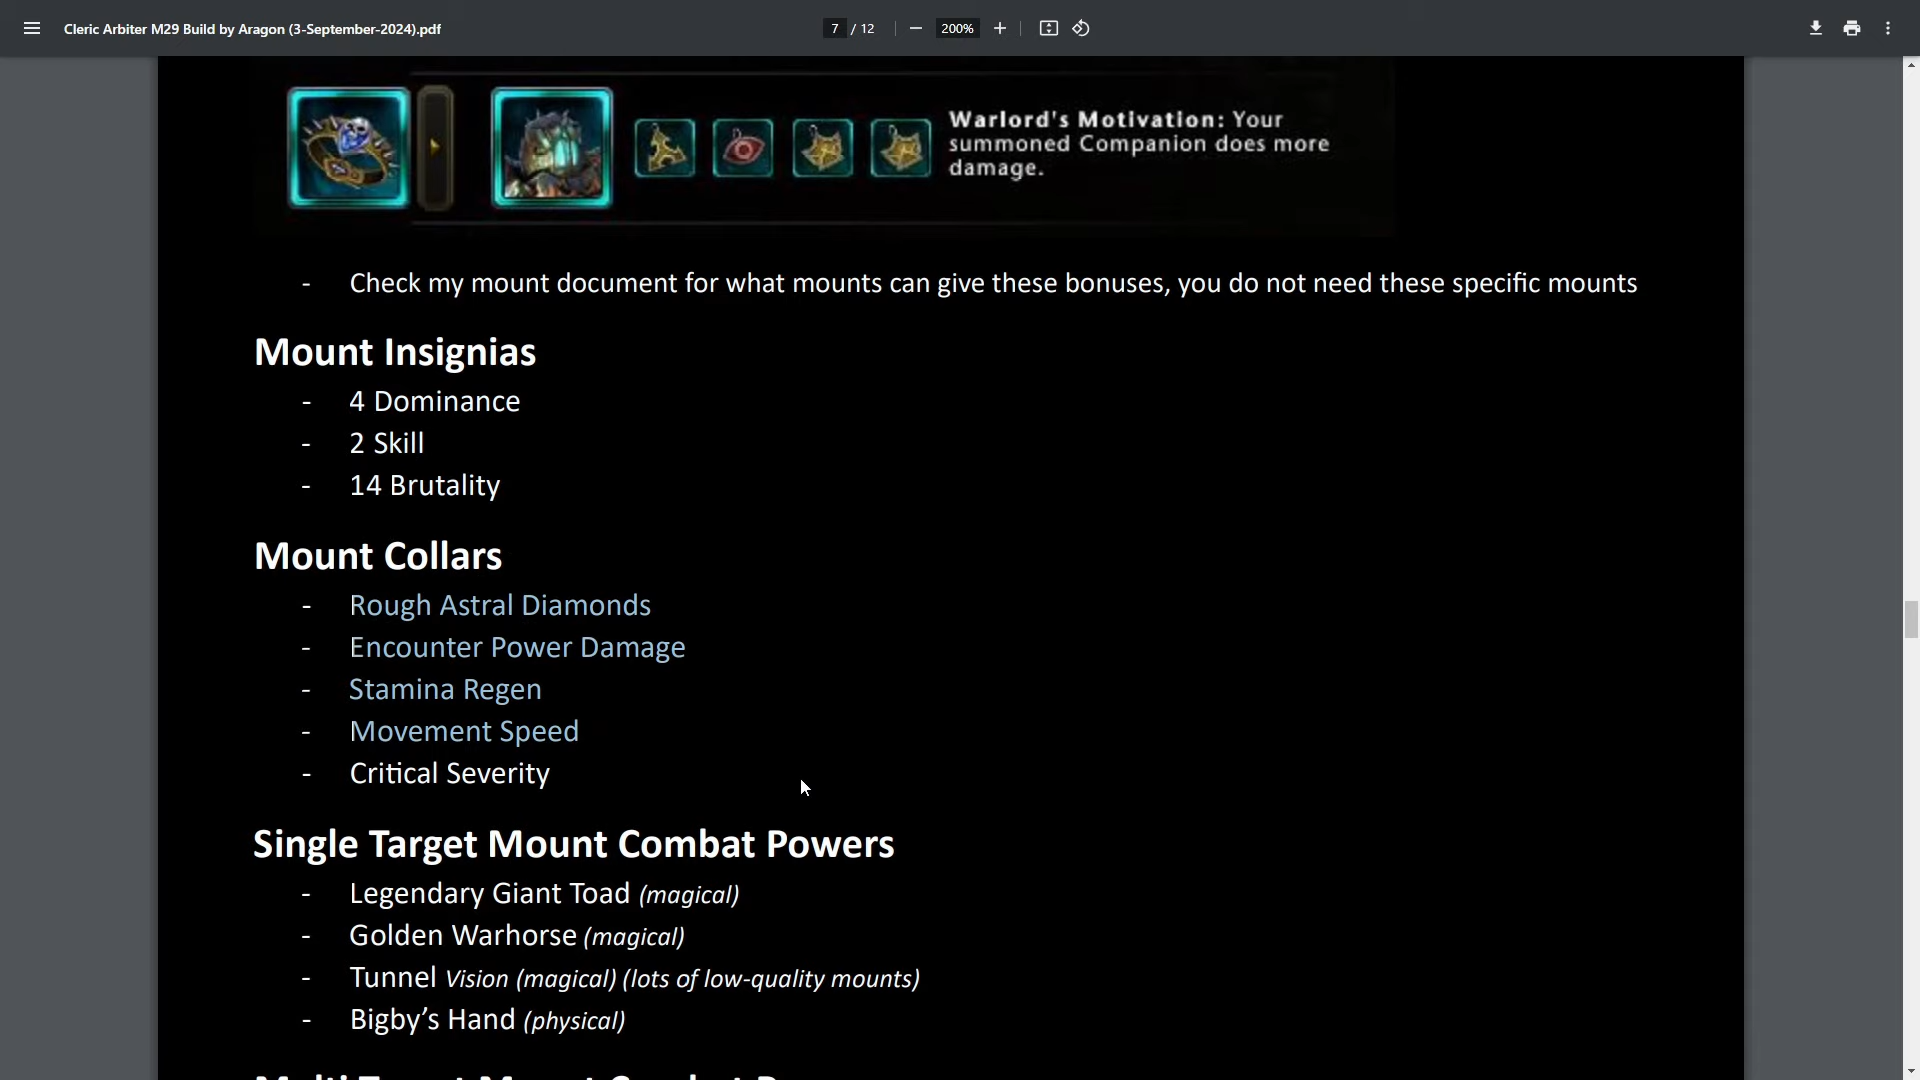 Cleric Arbiter M29 Build by Aragon (3-September-2024).pdf
7 / 12
200%
Warlord's Motivation: Your
summoned Companion does more
damage.
- Check my mount document for what mounts can give these bonuses, you do not need these specific mounts
Mount Insignias
- 4 Dominance
- 2 Skill
- 14 Brutality
Mount Collars
- Rough Astral Diamonds
- Encounter Power Damage
- Stamina Regen
- Movement Speed
- Critical Severity
Single Target Mount Combat Powers
- Legendary Giant Toad (magical)
- Golden Warhorse (magical)
- Tunnel Vision (magical) (lots of low-quality mounts)
- Bigby’s Hand (physical)